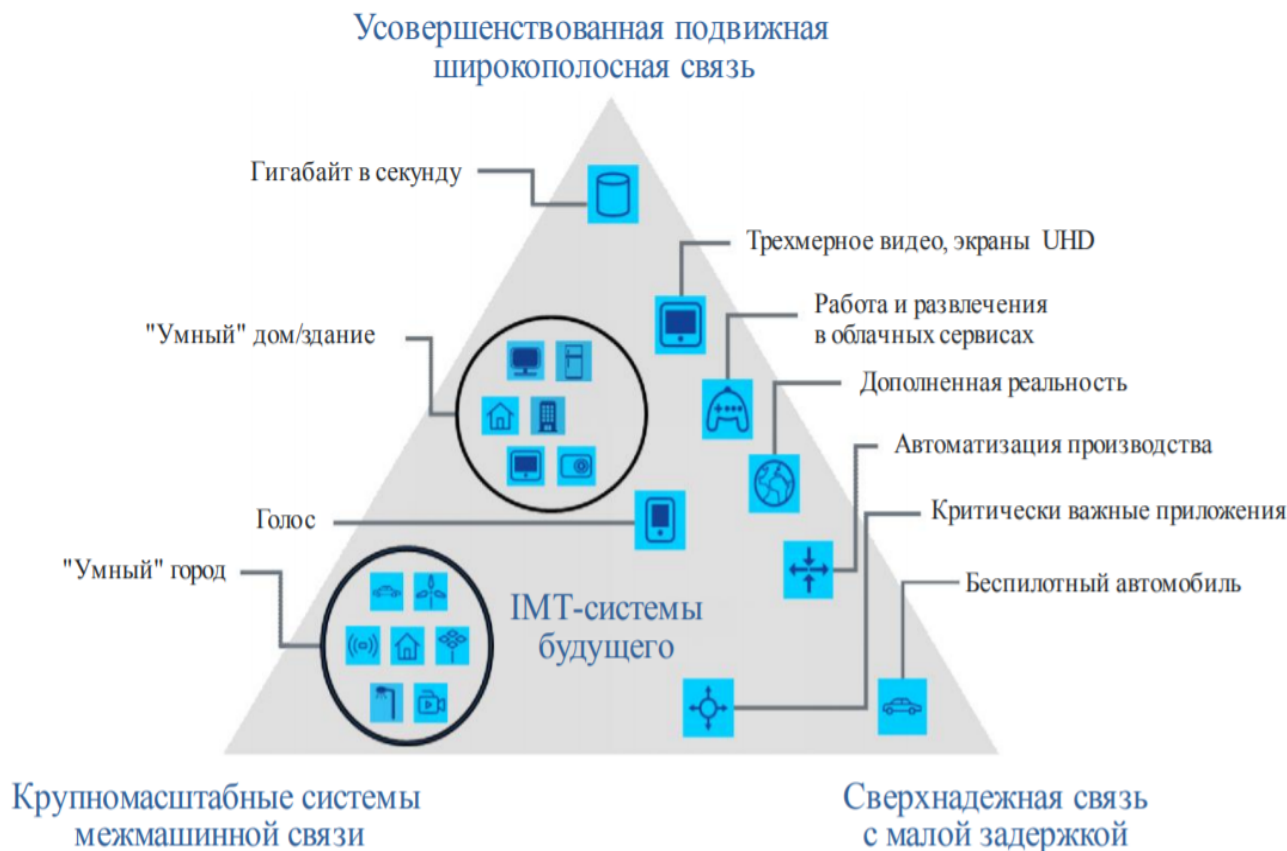 Усовершенствованная подвижная
широкополосная связь
Гигабайт в секунду
Трехмерное видео, экраны UHD
Работа и развлечения
в облачных сервисах
"Умный" дом/здание
Дополненная реальность
Автоматизация производства
Критически важные приложения
Голос
"Умный" город
Беспилотный автомобиль
IMT-системы
будущего
Крупномасштабные системы
межмашинной связи
Сверхнадежная связь
с малой задержкой